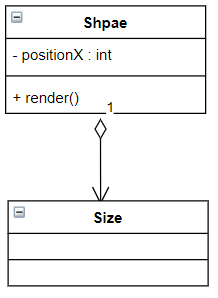 Shpae
- positionX : int
+ render()
1
Size